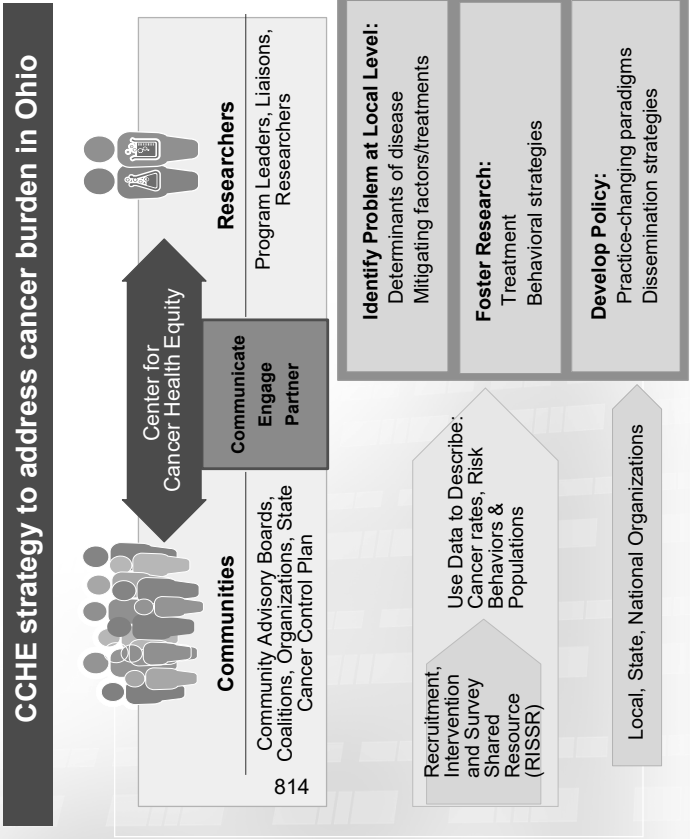 CCHE strategy to address cancer burden in Ohio
Center for
Cancer Health Equity
Communities
Community Advisory Boards,
Coalitions, Organizations, State
Cancer Control Plan
814
Communicate
Engage
Partner
Researchers
Program Leaders, Liaisons,
Researchers
Recruitment,
Intervention
and Survey
Shared
Resource
(RISSR)
Use Data to Describe:
Cancer rates, Risk
Behaviors &
Populations
Local, State, National Organizations
Identify Problem at Local Level:
Determinants of disease
Mitigating factors/treatments
Foster Research:
Treatment
Behavioral strategies
Develop Policy:
Practice-changing paradigms
Dissemination strategies